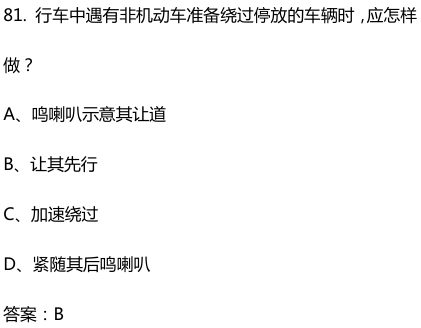 81. 行车中遇有非机动车准备绕过停放的车辆时,应怎样
做?
A、鸣喇叭示意其让道
B、让其先行
C、加速绕过
D、紧随其后鸣喇叭
答案:B